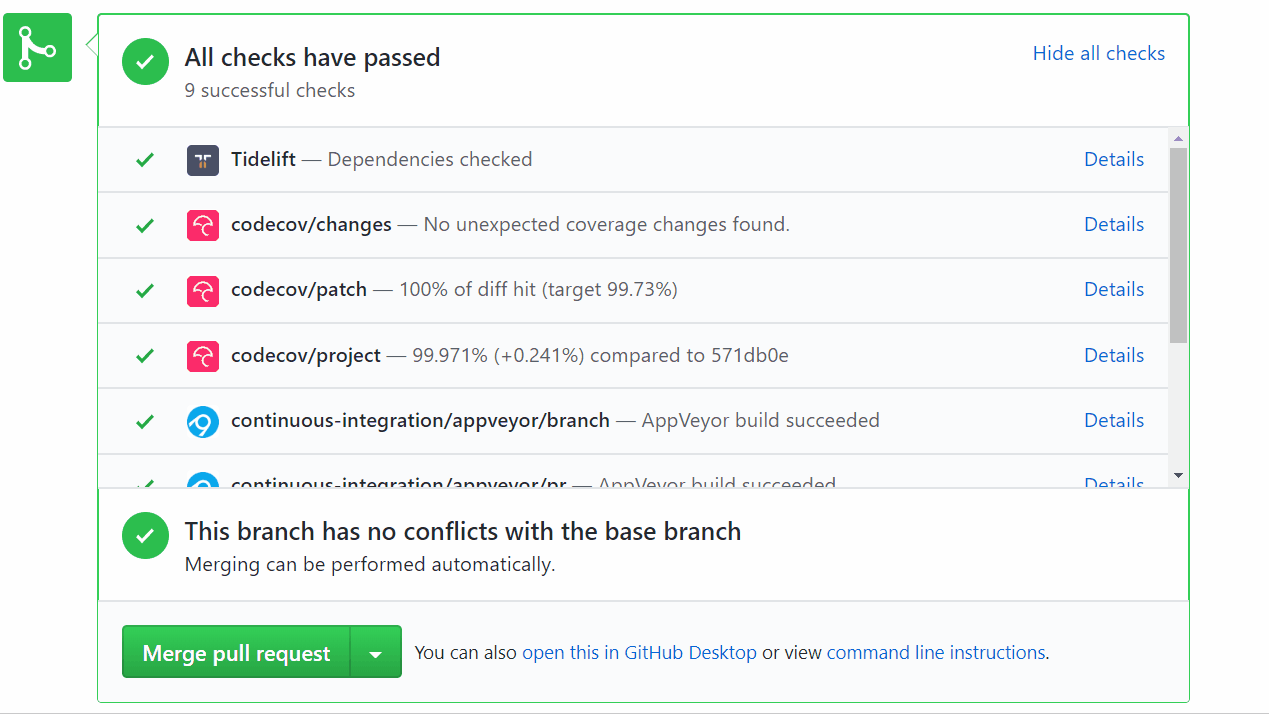 All checks have passed
Hide all checks
9 successful checks
Tidelift — Dependencies checked Details
codecov/changes — No unexpected coverage changes found. Details
codecov/patch — 100% of diff hit (target 99.73%) Details
codecov/project — 99.971% (+0.241%) compared to 571db0e Details
continuous-integration/appveyor/branch — AppVeyor build succeeded Details
continuous-integration/appveyor/pr — AppVeyor build succeeded Details
This branch has no conflicts with the base branch
Merging can be performed automatically.
Merge pull request
You can also open this in GitHub Desktop or view command line instructions.